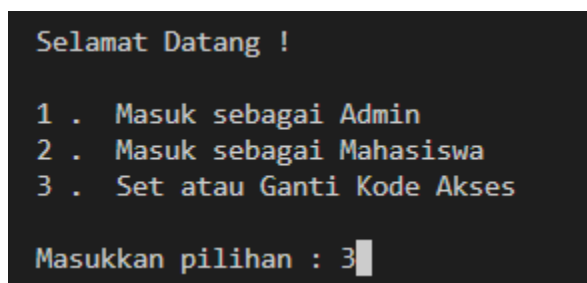 Selamat Datang !
1 . Masuk sebagai Admin
2 . Masuk sebagai Mahasiswa
3 . Set atau Ganti Kode Akses
Masukkan pilihan : 3